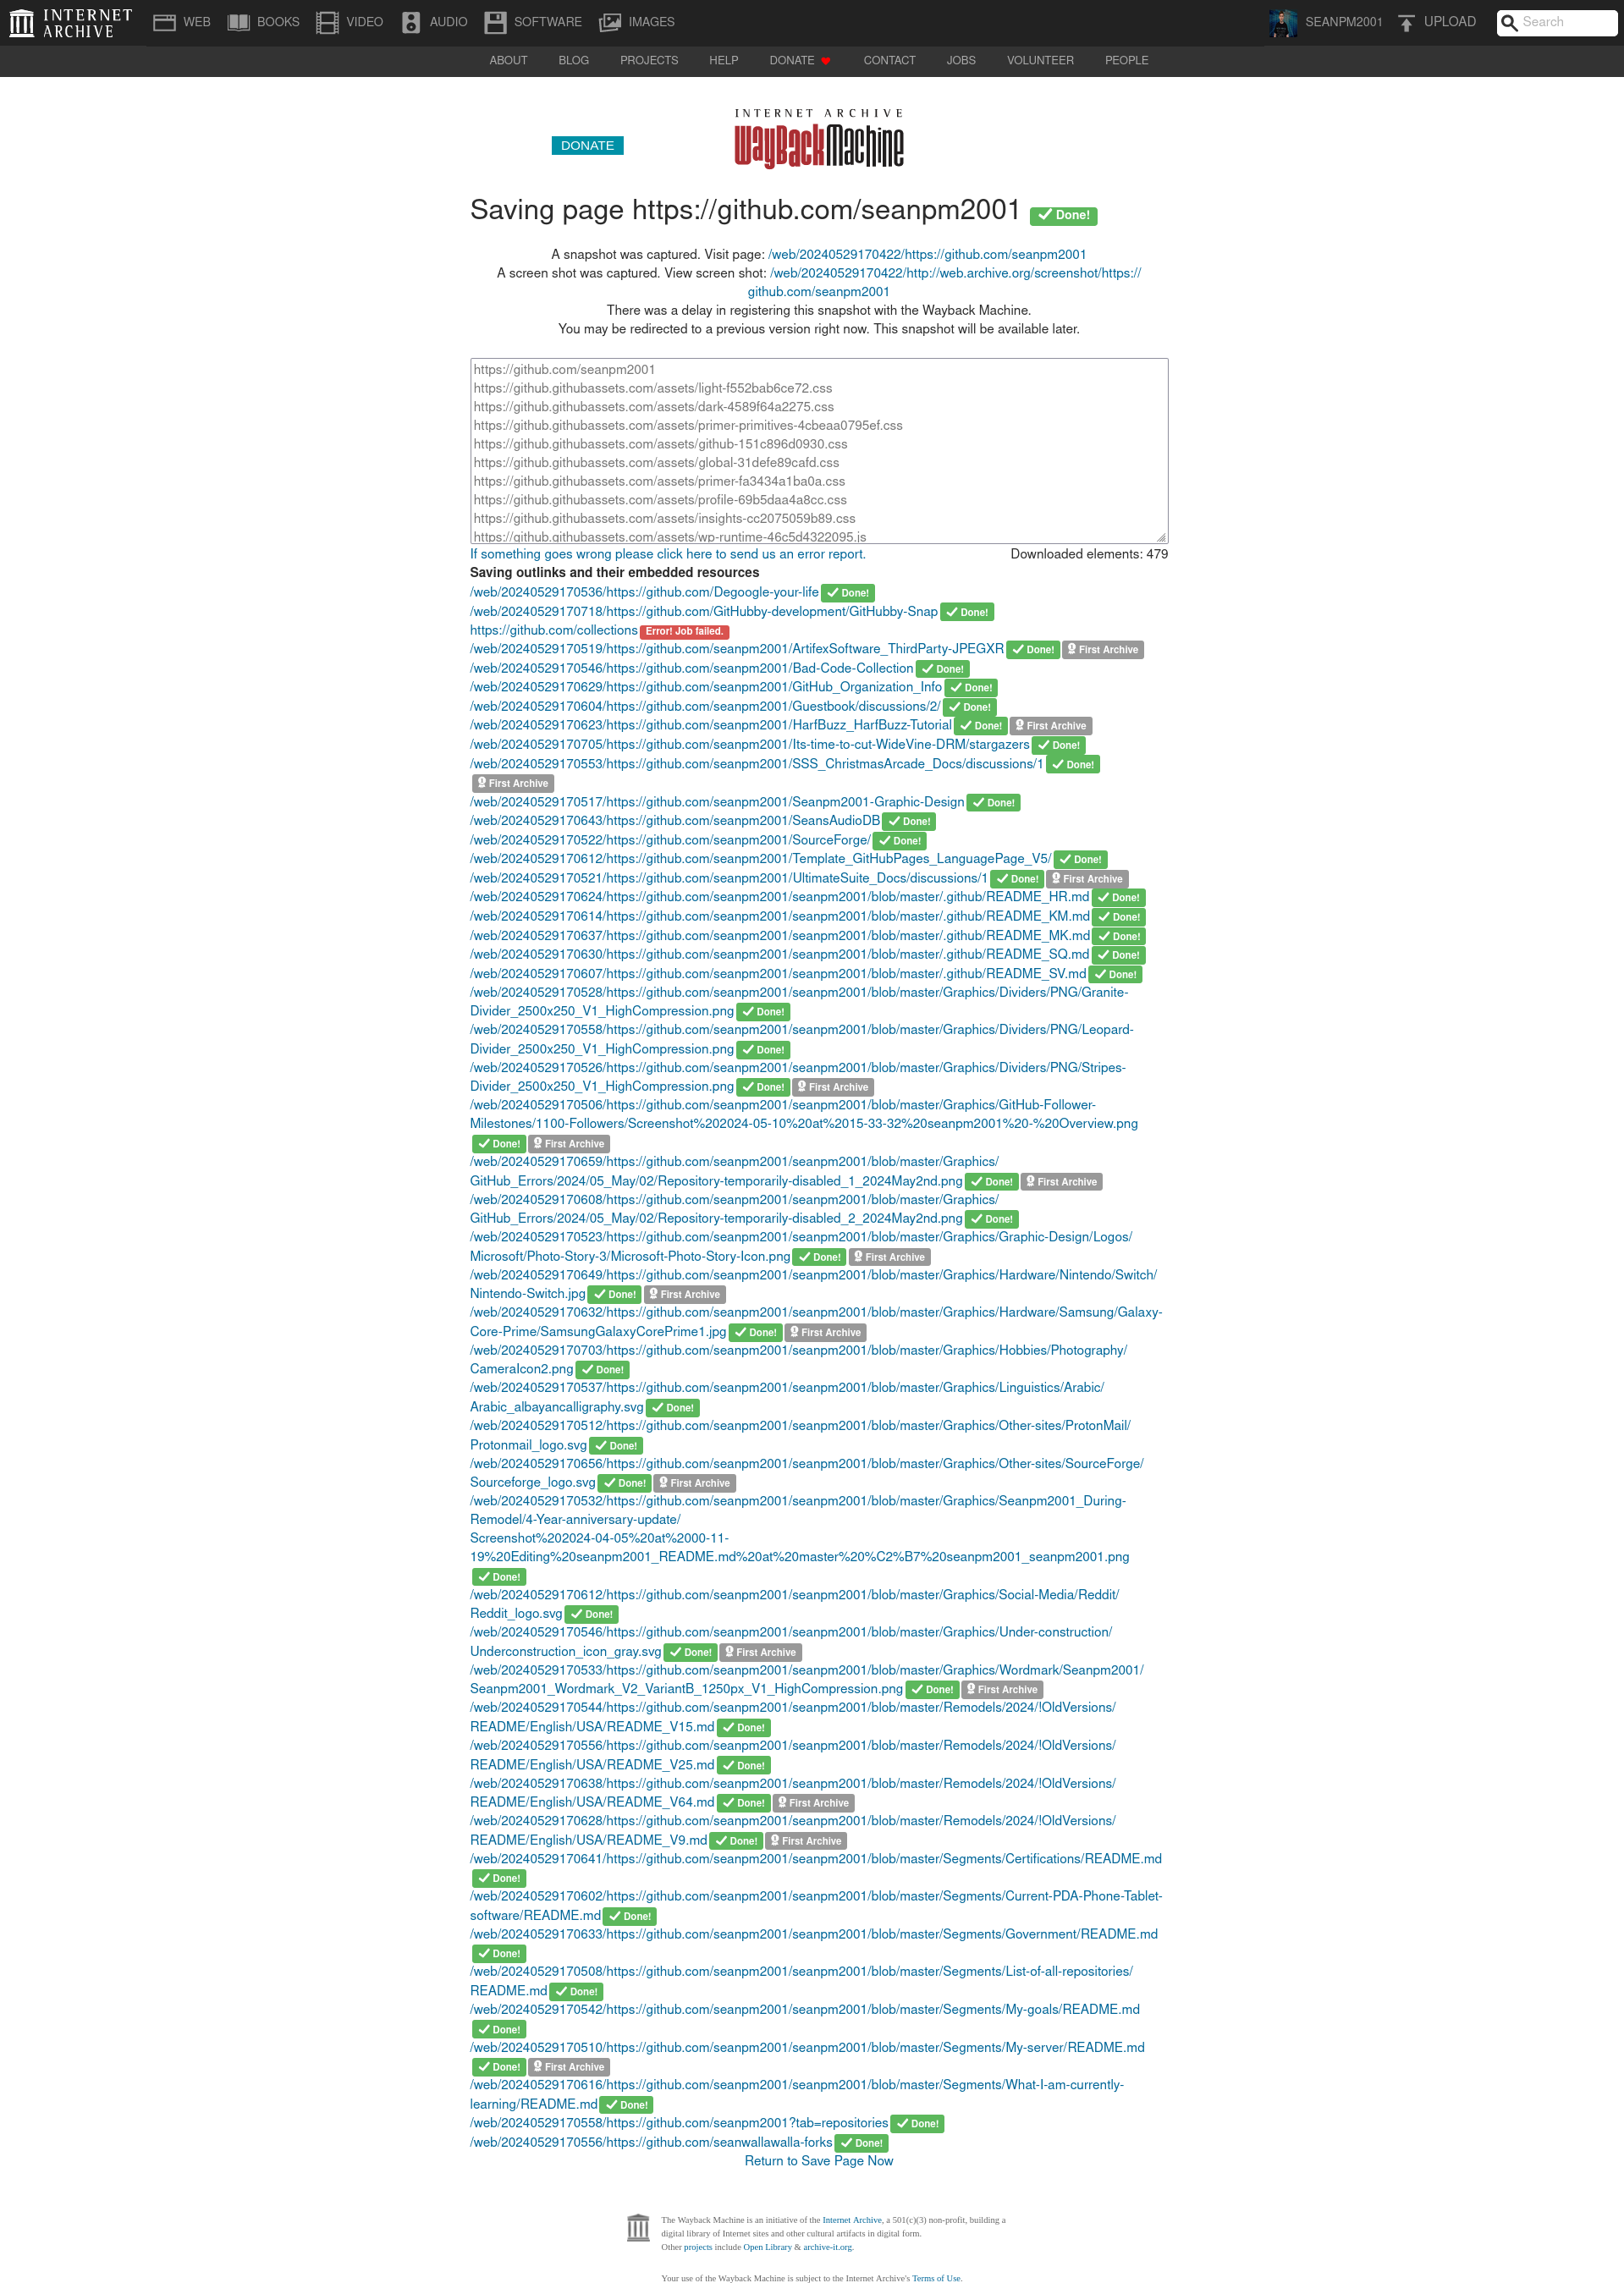 INTERNET ARCHIVE WEB BOOKS VIDEO AUDIO SOFTWARE IMAGES SEANPM2001 UPLOAD Search
ABOUT BLOG PROJECTS HELP DONATE CONTACT JOBS VOLUNTEER PEOPLE
INTERNET ARCHIVE
DONATE WayBackMachine
Saving page https://github.com/seanpm2001 Done!
A snapshot was captured. Visit page: /web/20240529170422/https://github.com/seanpm2001
A screen shot was captured. View screen shot: /web/20240529170422/http://web.archive.org/screenshot/https://
github.com/seanpm2001
There was a delay in registering this snapshot with the Wayback Machine.
You may be redirected to a previous version right now. This snapshot will be available later.
https://github.com/seanpm2001
https://github.githubassets.com/assets/light-f552bab6ce72.css
https://github.githubassets.com/assets/dark-4589f64a2275.css
https://github.githubassets.com/assets/primer-primitives-4cbeaa0795ef.css
https://github.githubassets.com/assets/github-151c896d0930.css
https://github.githubassets.com/assets/global-31defe89cafd.css
https://github.githubassets.com/assets/primer-fa3434a1ba0a.css
https://github.githubassets.com/assets/profile-69b5daa4a8cc.css
https://github.githubassets.com/assets/insights-cc2075059b89.css
https://github.githubassets.com/assets/wp-runtime-46c5d4322095.js
If something goes wrong please click here to send us an error report. Downloaded elements: 479
Saving outlinks and their embedded resources
/web/20240529170536/https://github.com/Degoogle-your-life Done!
/web/20240529170718/https://github.com/GitHubby-development/GitHubby-Snap Done!
https://github.com/collections Error! Job failed.
/web/20240529170519/https://github.com/seanpm2001/ArtifexSoftware_ThirdParty-JPEGXR Done! First Archive
/web/20240529170546/https://github.com/seanpm2001/Bad-Code-Collection Done!
/web/20240529170629/https://github.com/seanpm2001/GitHub_Organization_Info Done!
/web/20240529170604/https://github.com/seanpm2001/Guestbook/discussions/2/ Done!
/web/20240529170623/https://github.com/seanpm2001/HarfBuzz_HarfBuzz-Tutorial Done! First Archive
/web/20240529170705/https://github.com/seanpm2001/Its-time-to-cut-WideVine-DRM/stargazers Done!
/web/20240529170553/https://github.com/seanpm2001/SSS_ChristmasArcade_Docs/discussions/1 Done!
First Archive
/web/20240529170517/https://github.com/seanpm2001/Seanpm2001-Graphic-Design Done!
/web/20240529170643/https://github.com/seanpm2001/SeansAudioDB Done!
/web/20240529170522/https://github.com/seanpm2001/SourceForge/ Done!
/web/20240529170612/https://github.com/seanpm2001/Template_GitHubPages_LanguagePage_V5/ Done!
/web/20240529170521/https://github.com/seanpm2001/UltimateSuite_Docs/discussions/1 Done! First Archive
/web/20240529170624/https://github.com/seanpm2001/seanpm2001/blob/master/.github/README_HR.md Done!
/web/20240529170614/https://github.com/seanpm2001/seanpm2001/blob/master/.github/README_KM.md Done!
/web/20240529170637/https://github.com/seanpm2001/seanpm2001/blob/master/.github/README_MK.md Done!
/web/20240529170630/https://github.com/seanpm2001/seanpm2001/blob/master/.github/README_SQ.md Done!
/web/20240529170607/https://github.com/seanpm2001/seanpm2001/blob/master/.github/README_SV.md Done!
/web/20240529170528/https://github.com/seanpm2001/seanpm2001/blob/master/Graphics/Dividers/PNG/Granite-
Divider_2500x250_V1_HighCompression.png Done!
/web/20240529170558/https://github.com/seanpm2001/seanpm2001/blob/master/Graphics/Dividers/PNG/Leopard-
Divider_2500x250_V1_HighCompression.png Done!
/web/20240529170526/https://github.com/seanpm2001/seanpm2001/blob/master/Graphics/Dividers/PNG/Stripes-
Divider_2500x250_V1_HighCompression.png Done! First Archive
/web/20240529170506/https://github.com/seanpm2001/seanpm2001/blob/master/Graphics/GitHub-Follower-
Milestones/1100-Followers/Screenshot%202024-05-10%20at%2015-33-32%20seanpm2001%20-%20Overview.png
Done! First Archive
/web/20240529170659/https://github.com/seanpm2001/seanpm2001/blob/master/Graphics/
GitHub_Errors/2024/05_May/02/Repository-temporarily-disabled_1_2024May2nd.png Done! First Archive
/web/20240529170608/https://github.com/seanpm2001/seanpm2001/blob/master/Graphics/
GitHub_Errors/2024/05_May/02/Repository-temporarily-disabled_2_2024May2nd.png Done!
/web/20240529170523/https://github.com/seanpm2001/seanpm2001/blob/master/Graphics/Graphic-Design/Logos/
Microsoft/Photo-Story-3/Microsoft-Photo-Story-Icon.png Done! First Archive
/web/20240529170649/https://github.com/seanpm2001/seanpm2001/blob/master/Graphics/Hardware/Nintendo/Switch/
Nintendo-Switch.jpg Done! First Archive
/web/20240529170632/https://github.com/seanpm2001/seanpm2001/blob/master/Graphics/Hardware/Samsung/Galaxy-
Core-Prime/SamsungGalaxyCorePrime1.jpg Done! First Archive
/web/20240529170703/https://github.com/seanpm2001/seanpm2001/blob/master/Graphics/Hobbies/Photography/
CameraIcon2.png Done!
/web/20240529170537/https://github.com/seanpm2001/seanpm2001/blob/master/Graphics/Linguistics/Arabic/
Arabic_albayancalligraphy.svg Done!
/web/20240529170512/https://github.com/seanpm2001/seanpm2001/blob/master/Graphics/Other-sites/ProtonMail/
Protonmail_logo.svg Done!
/web/20240529170656/https://github.com/seanpm2001/seanpm2001/blob/master/Graphics/Other-sites/SourceForge/
Sourceforge_logo.svg Done! First Archive
/web/20240529170532/https://github.com/seanpm2001/seanpm2001/blob/master/Graphics/Seanpm2001_During-
Remodel/4-Year-anniversary-update/
Screenshot%202024-04-05%20at%2000-11-
19%20Editing%20seanpm2001_README.md%20at%20master%20%C2%B7%20seanpm2001_seanpm2001.png
Done!
/web/20240529170612/https://github.com/seanpm2001/seanpm2001/blob/master/Graphics/Social-Media/Reddit/
Reddit_logo.svg Done!
/web/20240529170546/https://github.com/seanpm2001/seanpm2001/blob/master/Graphics/Under-construction/
Underconstruction_icon_gray.svg Done! First Archive
/web/20240529170533/https://github.com/seanpm2001/seanpm2001/blob/master/Graphics/Wordmark/Seanpm2001/
Seanpm2001_Wordmark_V2_VariantB_1250px_V1_HighCompression.png Done! First Archive
/web/20240529170544/https://github.com/seanpm2001/seanpm2001/blob/master/Remodels/2024/!OldVersions/
README/English/USA/README_V15.md Done!
/web/20240529170556/https://github.com/seanpm2001/seanpm2001/blob/master/Remodels/2024/!OldVersions/
README/English/USA/README_V25.md Done!
/web/20240529170638/https://github.com/seanpm2001/seanpm2001/blob/master/Remodels/2024/!OldVersions/
README/English/USA/README_V64.md Done! First Archive
/web/20240529170628/https://github.com/seanpm2001/seanpm2001/blob/master/Remodels/2024/!OldVersions/
README/English/USA/README_V9.md Done! First Archive
/web/20240529170641/https://github.com/seanpm2001/seanpm2001/blob/master/Segments/Certifications/README.md
Done!
/web/20240529170602/https://github.com/seanpm2001/seanpm2001/blob/master/Segments/Current-PDA-Phone-Tablet-
software/README.md Done!
/web/20240529170633/https://github.com/seanpm2001/seanpm2001/blob/master/Segments/Government/README.md
Done!
/web/20240529170508/https://github.com/seanpm2001/seanpm2001/blob/master/Segments/List-of-all-repositories/
README.md Done!
/web/20240529170542/https://github.com/seanpm2001/seanpm2001/blob/master/Segments/My-goals/README.md
Done!
/web/20240529170510/https://github.com/seanpm2001/seanpm2001/blob/master/Segments/My-server/README.md
Done! First Archive
/web/20240529170616/https://github.com/seanpm2001/seanpm2001/blob/master/Segments/What-I-am-currently-
learning/README.md Done!
/web/20240529170558/https://github.com/seanpm2001?tab=repositories Done!
/web/20240529170556/https://github.com/seanwallawalla-forks Done!
Return to Save Page Now
The Wayback Machine is an initiative of the Internet Archive, a 501(c)(3) non-profit, building a
digital library of Internet sites and other cultural artifacts in digital form.
Other projects include Open Library & archive-it.org.
Your use of the Wayback Machine is subject to the Internet Archive's Terms of Use.